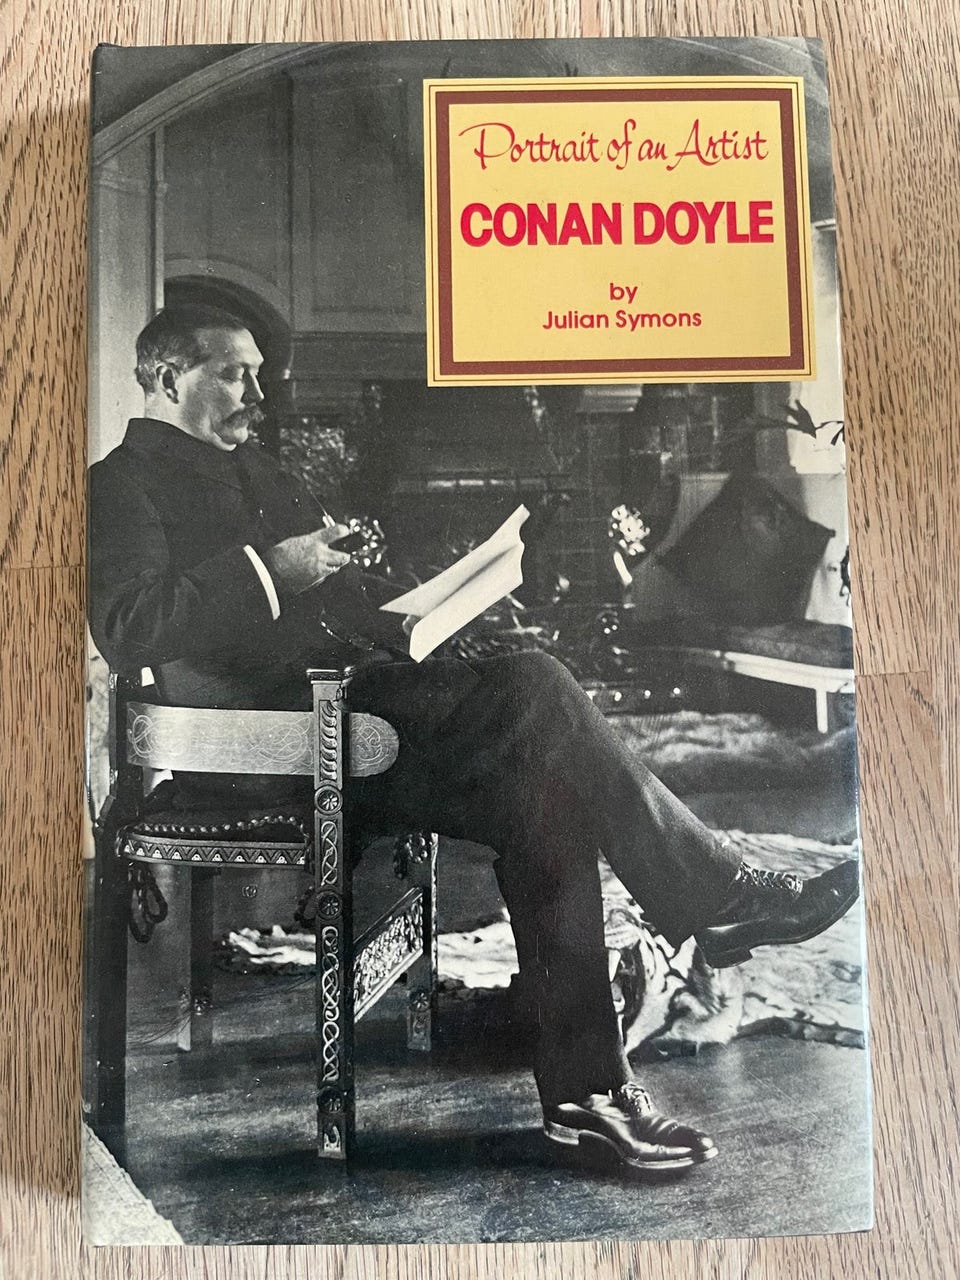 Portrait of an Artist
CONAN DOYLE
by
Julian Symons